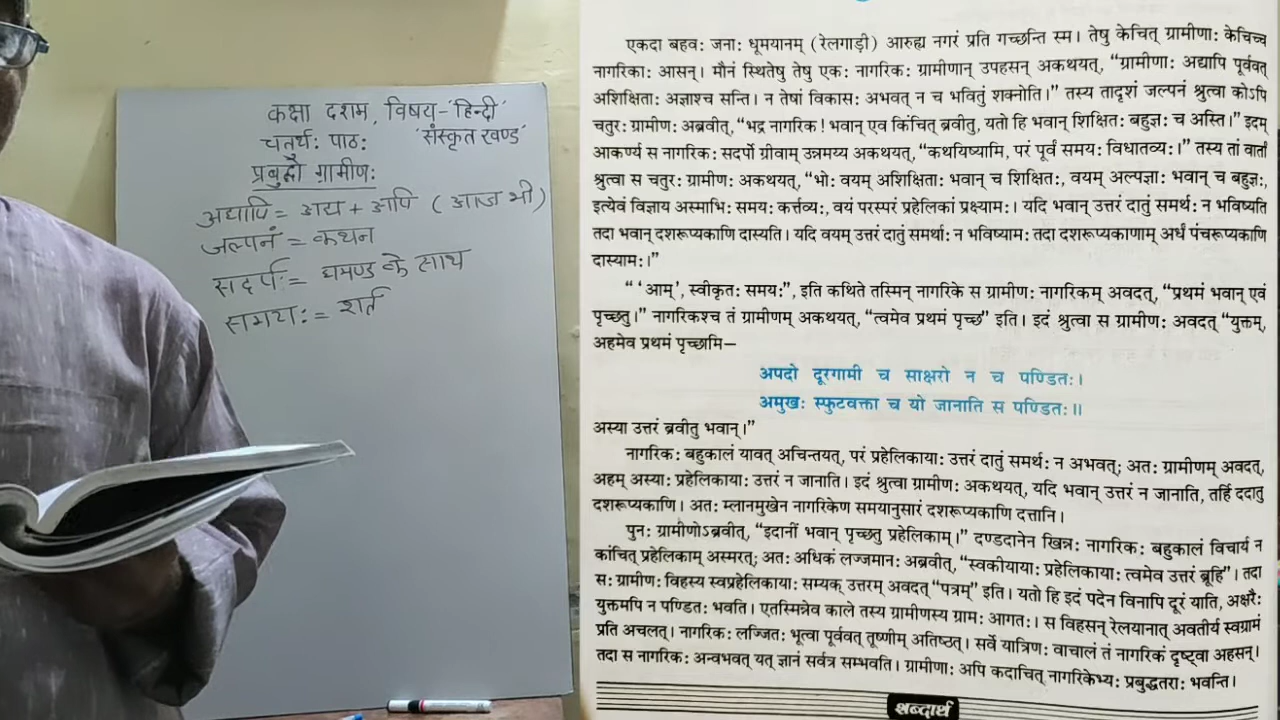 कक्षा दशम, विषय-'हिन्दी'
चतुर्थ: पाठ: 'संस्कृत खण्ड'
प्रबुद्धो ग्रामीण:
अद्यापि = अद्य + अपि ( आज भी )
जल्पनं = कथन
सदर्प: = घमण्ड के साथ
समय: = शर्त
एकदा बहव: जना: धूमयानम् (रेलगाड़ी) आरुह्य नगरं प्रति गच्छन्ति स्म। तेषु केचित् ग्रामीणा: केचिच्च
नागरिका: आसन्। मौनं स्थितेषु तेषु एक: नागरिक: ग्रामीणान् उपहसन् अकथयत्, “ग्रामीणा: अद्यापि पूर्ववत्
अशिक्षिता: अज्ञाश्च सन्ति। न तेषां विकास: अभवत् न च भवितुं शक्नोति।” तस्य तादृशं जल्पनं श्रुत्वा कोऽपि
चतुर: ग्रामीण: अब्रवीत्, “भद्र नागरिक! भवान् एव किंचित् ब्रवीतु, यतो हि भवान् शिक्षित: बहुज्ञ: च अस्ति।” इदम्
आकर्ण्य स नागरिक: सदर्पो ग्रीवाम् उन्नमय्य अकथयत्, “कथयिष्यामि, परं पूर्वं समय: विधातव्य:।” तस्य तां वार्तां
श्रुत्वा स चतुर: ग्रामीण: अकथयत्, “भो: वयम् अशिक्षिता: भवान् च शिक्षित:, वयम् अल्पज्ञा: भवान् च बहुज्ञ:,
इत्येवं विज्ञाय अस्माभि: समय: कर्त्तव्य:, वयं परस्परं प्रहेलिकां प्रक्ष्याम:। यदि भवान् उत्तरं दातुं समर्थ: न भविष्यति
तदा भवान् दशरूप्यकाणि दास्यति। यदि वयम् उत्तरं दातुं समर्था: न भविष्याम: तदा दशरूप्यकाणाम् अर्धं पंचरूप्यकाणि
दास्याम:।”
“ ‘आम्’, स्वीकृत: समय:”, इति कथिते तस्मिन् नागरिके स ग्रामीण: नागरिकम् अवदत्, “प्रथमं भवान् एवं
पृच्छतु।” नागरिकश्च तं ग्रामीणम् अकथयत्, “त्वमेव प्रथमं पृच्छ” इति। इदं श्रुत्वा स ग्रामीण: अवदत् “युक्तम्,
अहमेव प्रथमं पृच्छामि–
अपदो दूरगामी च साक्षरो न च पण्डित:।
अमुख: स्फुटवक्ता च यो जानाति स पण्डित:।।
अस्या उत्तरं ब्रवीतु भवान्।”
नागरिक: बहुकालं यावत् अचिन्तयत्, परं प्रहेलिकाया: उत्तरं दातुं समर्थ: न अभवत्; अत: ग्रामीणम् अवदत्,
अहम् अस्या: प्रहेलिकाया: उत्तरं न जानाति। इदं श्रुत्वा ग्रामीण: अकथयत्, यदि भवान् उत्तरं न जानाति, तर्हि ददातु
दशरूप्यकाणि। अत: म्लानमुखेन नागरिकेण समयानुसारं दशरूप्यकाणि दत्तानि।
पुन: ग्रामीणोऽब्रवीत्, “इदानीं भवान् पृच्छतु प्रहेलिकाम्।” दण्डदानेन खिन्न: नागरिक: बहुकालं विचार्य न
कांचित् प्रहेलिकाम् अस्मरत्; अत: अधिकं लज्जमान: अब्रवीत्, “स्वकीयाया: प्रहेलिकाया: त्वमेव उत्तरं ब्रूहि”। तदा
स: ग्रामीण: विहस्य स्वप्रहेलिकाया: सम्यक् उत्तरम् अवदत् “पत्रम्” इति। यतो हि इदं पदेन विनापि दूरं याति, अक्षरै:
युक्तमपि न पण्डित: भवति। एतस्मिन्नेव काले तस्य ग्रामीणस्य ग्राम: आगत:। स विहसन् रेलयानात् अवतीर्य स्वग्रामं
प्रति अचलत्। नागरिक: लज्जित: भूत्वा पूर्ववत् तूष्णीम् अतिष्ठत्। सर्वे यात्रिण: वाचालं तं नागरिकं दृष्ट्वा अहसन्।
तदा स नागरिक: अन्वभवत् यत् ज्ञानं सर्वत्र सम्भवति। ग्रामीणा: अपि कदाचित् नागरिकेभ्य: प्रबुद्धतरा: भवन्ति।
शब्दार्थ